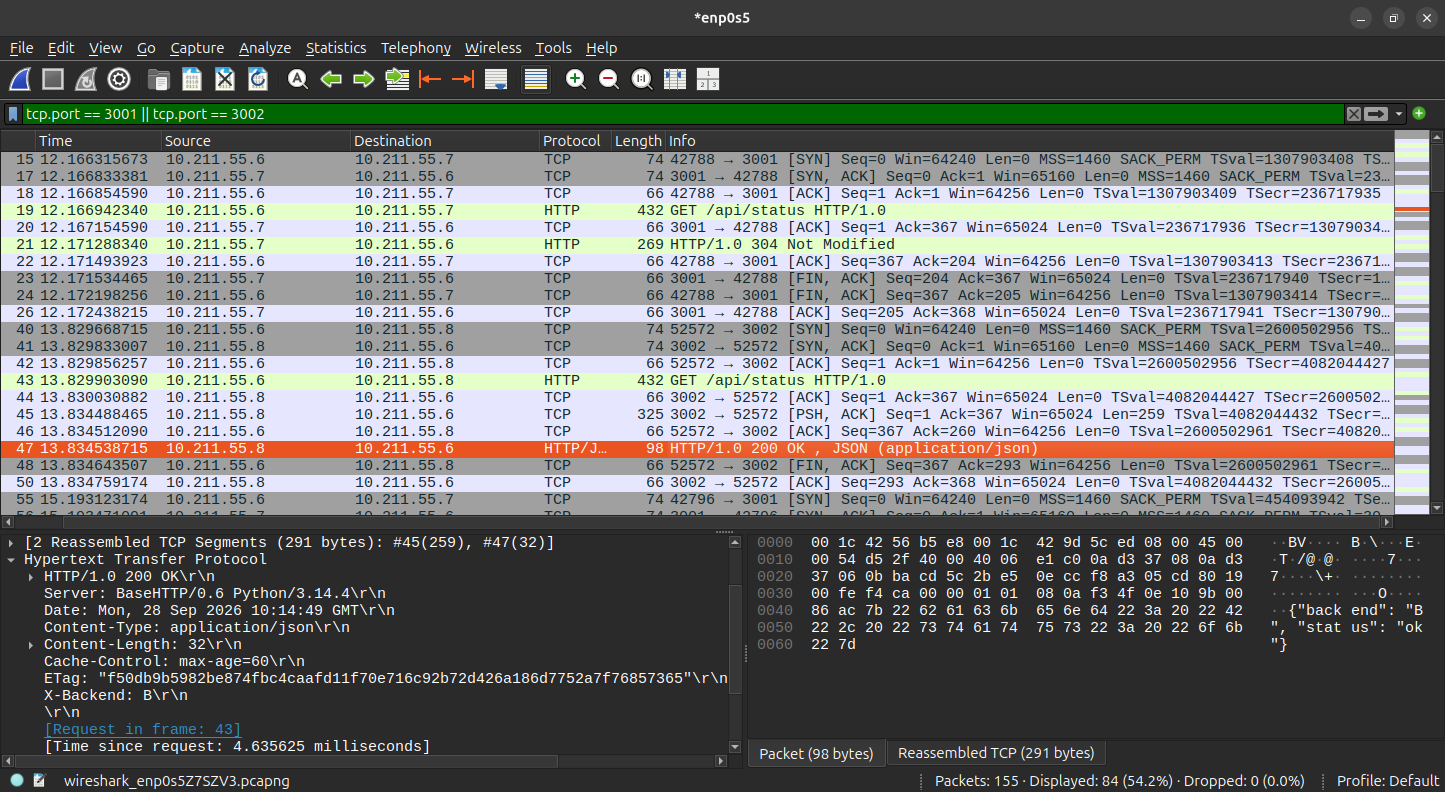 *enp0s5
File Edit View Go Capture Analyze Statistics Telephony Wireless Tools Help
tcp.port == 3001 || tcp.port == 3002
Time Source Destination Protocol Length Info
15 12.166315673 10.211.55.6 10.211.55.7 TCP 74 42788 → 3001 [SYN] Seq=0 Win=64240 Len=0 MSS=1460 SACK_PERM TSval=1307903408 TS…
17 12.166833381 10.211.55.7 10.211.55.6 TCP 74 3001 → 42788 [SYN, ACK] Seq=0 Ack=1 Win=65160 Len=0 MSS=1460 SACK_PERM TSval=23…
18 12.166854590 10.211.55.6 10.211.55.7 TCP 66 42788 → 3001 [ACK] Seq=1 Ack=1 Win=64256 Len=0 TSval=1307903409 TSecr=236717935
19 12.166942340 10.211.55.6 10.211.55.7 HTTP 432 GET /api/status HTTP/1.0
20 12.167154590 10.211.55.7 10.211.55.6 TCP 66 3001 → 42788 [ACK] Seq=1 Ack=367 Win=65024 Len=0 TSval=236717936 TSecr=13079034…
21 12.171288340 10.211.55.7 10.211.55.6 HTTP 269 HTTP/1.0 304 Not Modified
22 12.171493923 10.211.55.6 10.211.55.7 TCP 66 42788 → 3001 [ACK] Seq=367 Ack=204 Win=64256 Len=0 TSval=1307903413 TSecr=23671…
23 12.171534465 10.211.55.7 10.211.55.6 TCP 66 3001 → 42788 [FIN, ACK] Seq=204 Ack=367 Win=65024 Len=0 TSval=236717940 TSecr=1…
24 12.172198256 10.211.55.6 10.211.55.7 TCP 66 42788 → 3001 [FIN, ACK] Seq=367 Ack=205 Win=64256 Len=0 TSval=1307903414 TSecr=…
26 12.172438215 10.211.55.7 10.211.55.6 TCP 66 3001 → 42788 [ACK] Seq=205 Ack=368 Win=65024 Len=0 TSval=236717941 TSecr=130790…
40 13.829668715 10.211.55.6 10.211.55.8 TCP 74 52572 → 3002 [SYN] Seq=0 Win=64240 Len=0 MSS=1460 SACK_PERM TSval=2600502956 TS…
41 13.829833007 10.211.55.8 10.211.55.6 TCP 74 3002 → 52572 [SYN, ACK] Seq=0 Ack=1 Win=65160 Len=0 MSS=1460 SACK_PERM TSval=40…
42 13.829856257 10.211.55.6 10.211.55.8 TCP 66 52572 → 3002 [ACK] Seq=1 Ack=1 Win=64256 Len=0 TSval=2600502956 TSecr=4082044427
43 13.829903090 10.211.55.6 10.211.55.8 HTTP 432 GET /api/status HTTP/1.0
44 13.830030882 10.211.55.8 10.211.55.6 TCP 66 3002 → 52572 [ACK] Seq=1 Ack=367 Win=65024 Len=0 TSval=4082044427 TSecr=2600502…
45 13.834488465 10.211.55.8 10.211.55.6 TCP 325 3002 → 52572 [PSH, ACK] Seq=1 Ack=367 Win=65024 Len=259 TSval=4082044432 TSecr=…
46 13.834512090 10.211.55.6 10.211.55.8 TCP 66 52572 → 3002 [ACK] Seq=367 Ack=260 Win=64256 Len=0 TSval=2600502961 TSecr=40820…
47 13.834538715 10.211.55.8 10.211.55.6 HTTP/J… 98 HTTP/1.0 200 OK , JSON (application/json)
48 13.834643507 10.211.55.6 10.211.55.8 TCP 66 52572 → 3002 [FIN, ACK] Seq=367 Ack=293 Win=64256 Len=0 TSval=2600502961 TSecr=…
50 13.834759174 10.211.55.8 10.211.55.6 TCP 66 3002 → 52572 [ACK] Seq=293 Ack=368 Win=65024 Len=0 TSval=4082044432 TSecr=26005…
55 15.193123174 10.211.55.6 10.211.55.7 TCP 74 42796 → 3001 [SYN] Seq=0 Win=64240 Len=0 MSS=1460 SACK_PERM TSval=454093942 TSe…
[2 Reassembled TCP Segments (291 bytes): #45(259), #47(32)]
Hypertext Transfer Protocol
HTTP/1.0 200 OK\r\n
Server: BaseHTTP/0.6 Python/3.14.4\r\n
Date: Mon, 28 Sep 2026 10:14:49 GMT\r\n
Content-Type: application/json\r\n
Content-Length: 32\r\n
Cache-Control: max-age=60\r\n
ETag: "f50db9b5982be874fbc4caafd11f70e716c92b72d426a186d7752a7f76857365"\r\n
X-Backend: B\r\n
\r\n
[Request in frame: 43]
[Time since request: 4.635625 milliseconds]
0000 00 1c 42 56 b5 e8 00 1c 42 9d 5c ed 08 00 45 00 ··BV···· B·\···E·
0010 00 54 d5 2f 40 00 40 06 e1 c0 0a d3 37 08 0a d3 ·T·/@·@· ····7···
0020 37 06 0b ba cd 5c 2b e5 0e cc f8 a3 05 cd 80 19 7····\+· ········
0030 00 fe f4 ca 00 00 01 01 08 0a f3 4f 0e 10 9b 00 ········ ···O····
0040 86 ac 7b 22 62 61 63 6b 65 6e 64 22 3a 20 22 42 ··{"back end": "B
0050 22 2c 20 22 73 74 61 74 75 73 22 3a 20 22 6f 6b ", "stat us": "ok
0060 22 7d "}
Packet (98 bytes) Reassembled TCP (291 bytes)
wireshark_enp0s5Z7SZV3.pcapng Packets: 155 · Displayed: 84 (54.2%) · Dropped: 0 (0.0%) Profile: Default